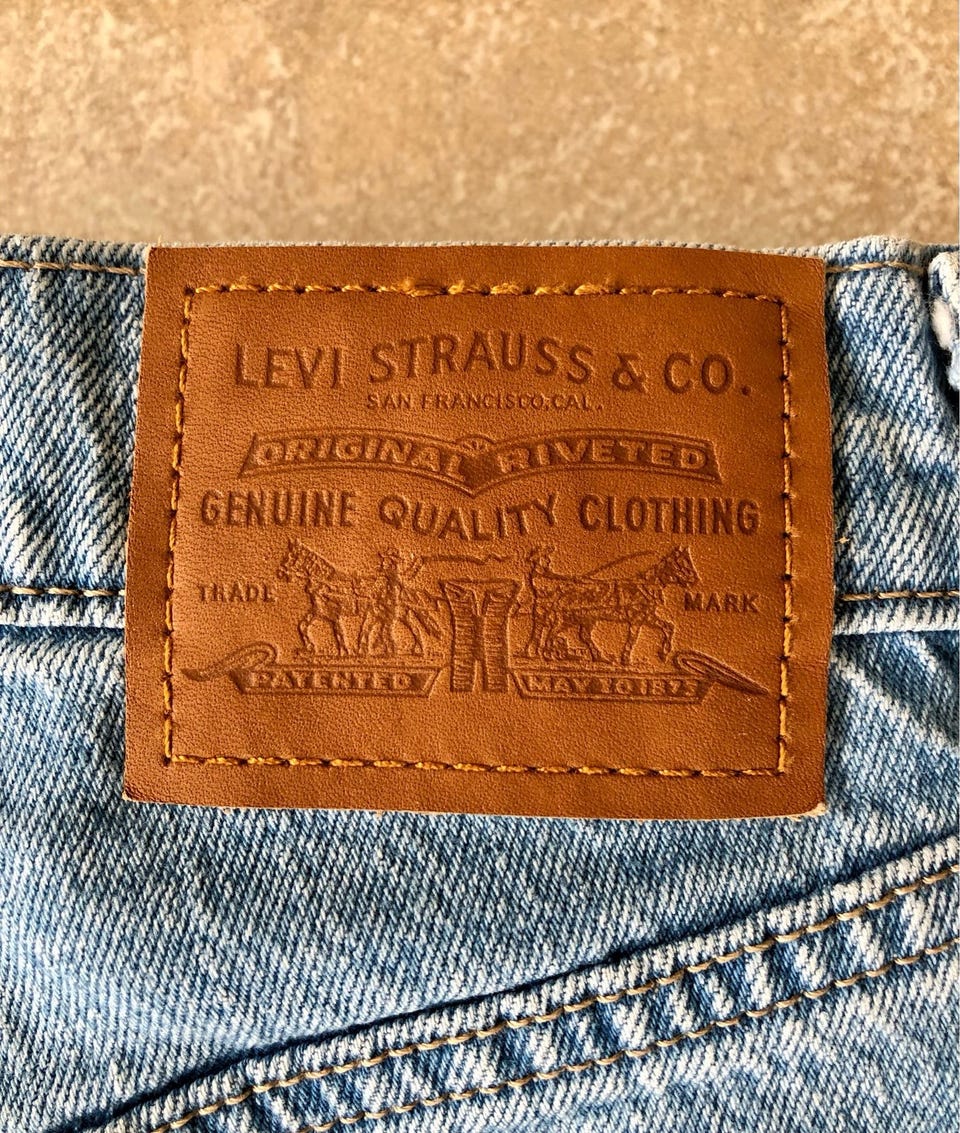 LEVI STRAUSS & CO.
SAN FRANCISCO, CAL.
ORIGINAL RIVETED
GENUINE QUALITY CLOTHING
TRADE MARK
PATENTED MAY 20 1873